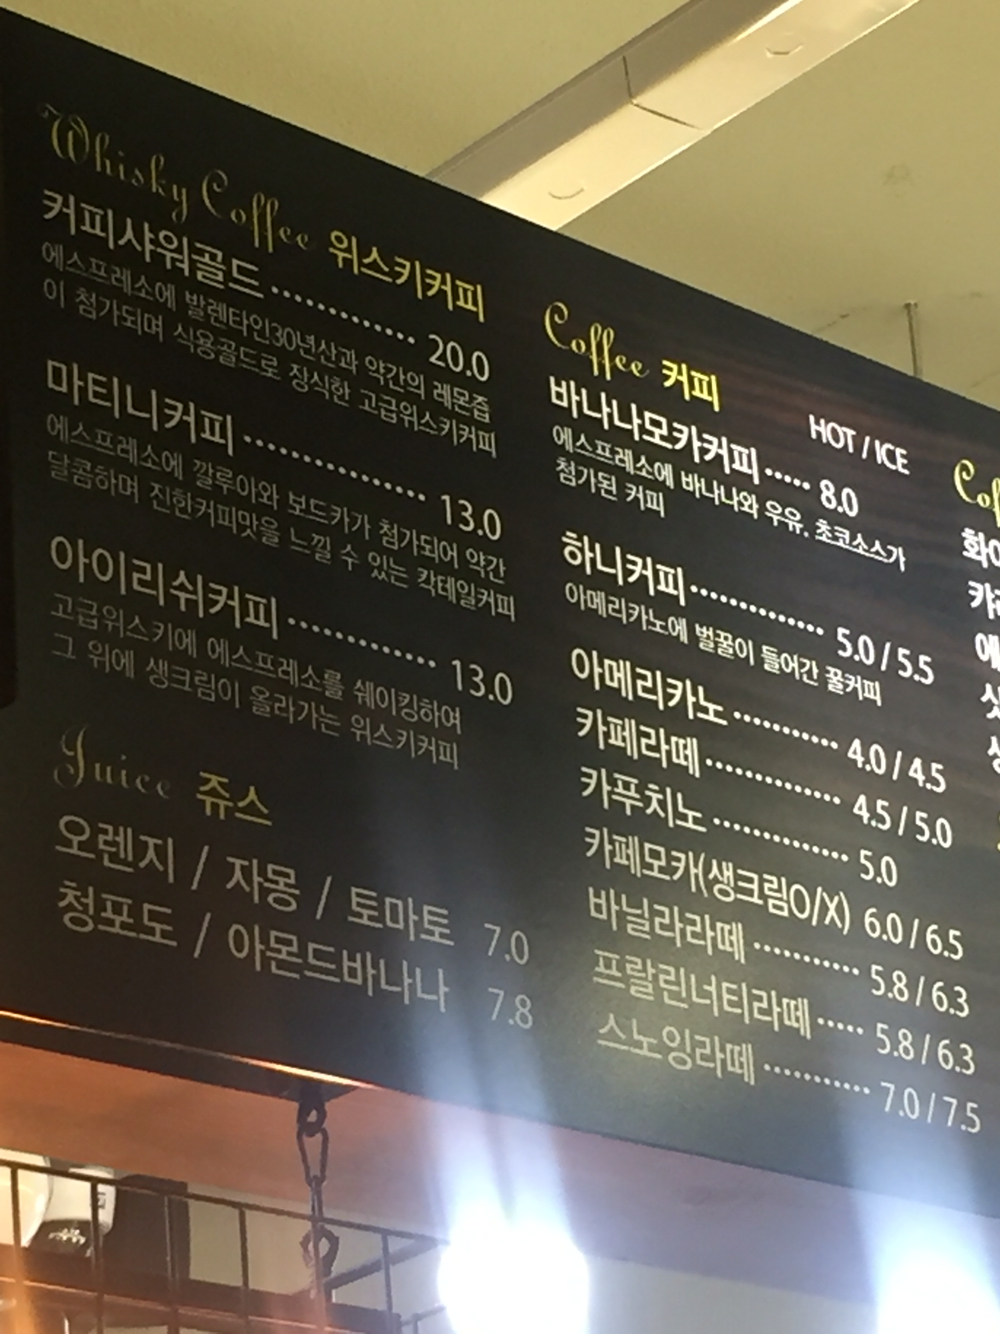 Whisky Coffee 위스키커피
커피샤워골드 20.0
에스프레소에 발렌타인30년산과 약간의 레몬즙
이 첨가되며 식용골드로 장식한 고급위스키커피
마티니커피 13.0
에스프레소에 깔루아와 보드카가 첨가되어 약간
달콤하며 진한커피맛을 느낄 수 있는 칵테일커피
아이리쉬커피 13.0
고급위스키에 에스프레소를 쉐이킹하여
그 위에 생크림이 올라가는 위스키커피
Juice 쥬스
오렌지 / 자몽 / 토마토 7.0
청포도 / 아몬드바나나 7.8
Coffee 커피
HOT / ICE
바나나모카커피 8.0
에스프레소에 바나나와 우유, 초코소스가
첨가된 커피
하니커피 5.0 / 5.5
아메리카노에 벌꿀이 들어간 꿀커피
아메리카노 4.0 / 4.5
카페라떼 4.5 / 5.0
카푸치노 5.0
카페모카(생크림O/X) 6.0 / 6.5
바닐라라떼 5.8 / 6.3
프랄린너티라떼 5.8 / 6.3
스노잉라떼 7.0 / 7.5